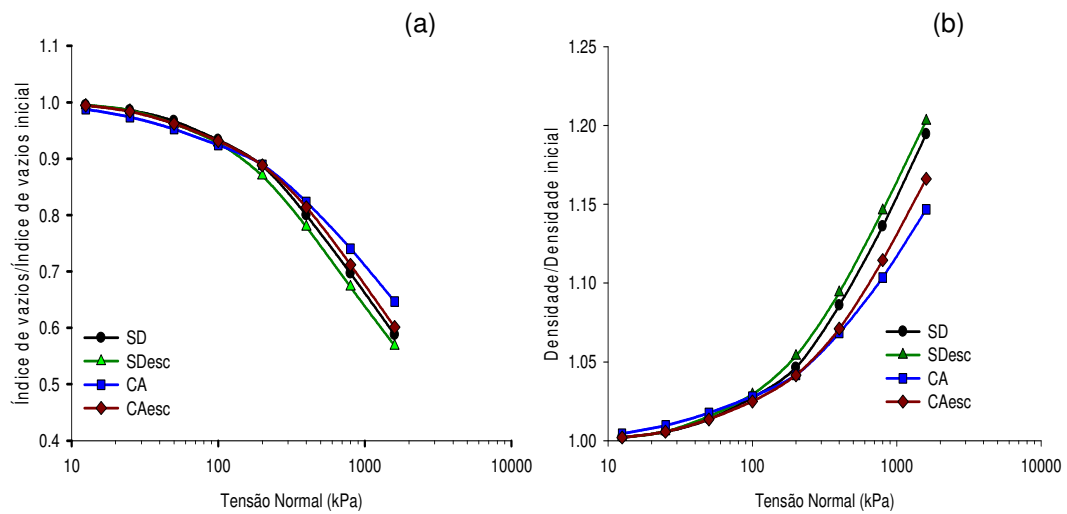 (a)
Índice de vazios/Índice de vazios inicial
1.1
1.0
0.9
0.8
0.7
0.6
0.5
0.4
SD
SDesc
CA
CAesc
10
100
1000
10000
Tensão Normal (kPa)
(b)
Densidade/Densidade inicial
1.25
1.20
1.15
1.10
1.05
1.00
SD
SDesc
CA
CAesc
10
100
1000
10000
Tensão Normal (kPa)